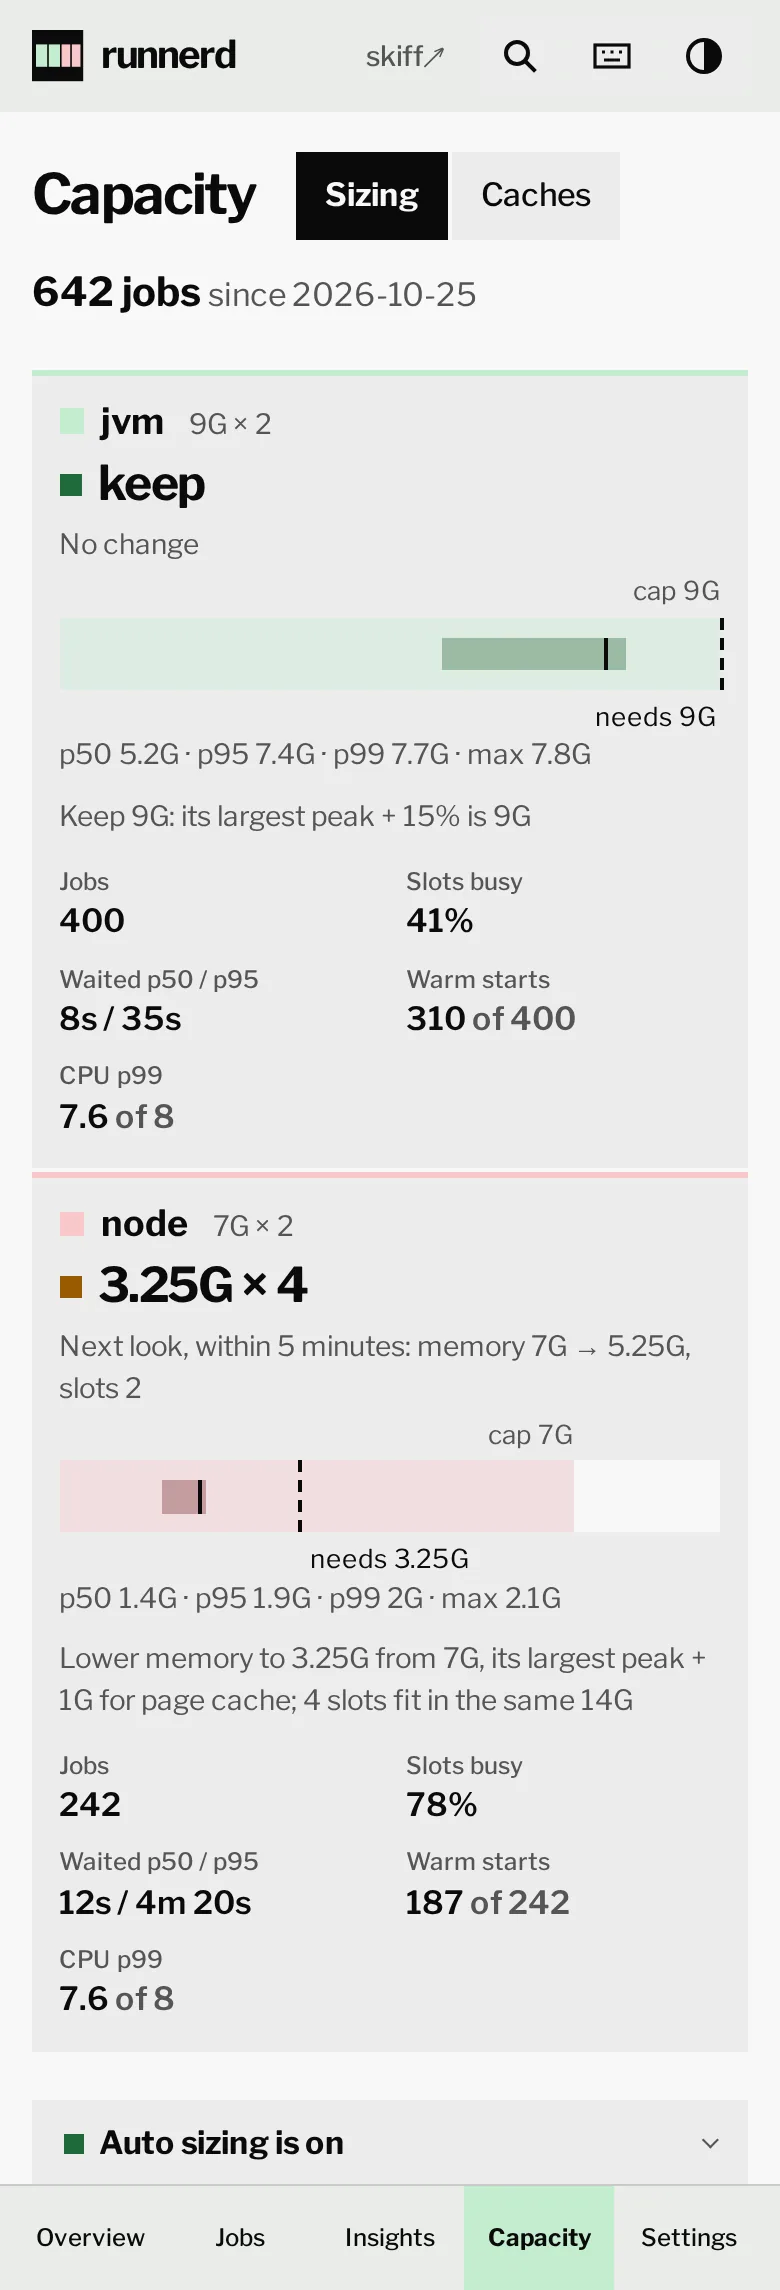 runnerd
skiff↗
Capacity
Sizing
Caches
642 jobs since 2026-10-25
jvm 9G × 2
keep
No change
cap 9G
needs 9G
p50 5.2G · p95 7.4G · p99 7.7G · max 7.8G
Keep 9G: its largest peak + 15% is 9G
Jobs
400
Slots busy
41%
Waited p50 / p95
8s / 35s
Warm starts
310 of 400
CPU p99
7.6 of 8
node 7G × 2
3.25G × 4
Next look, within 5 minutes: memory 7G → 5.25G,
slots 2
cap 7G
needs 3.25G
p50 1.4G · p95 1.9G · p99 2G · max 2.1G
Lower memory to 3.25G from 7G, its largest peak +
1G for page cache; 4 slots fit in the same 14G
Jobs
242
Slots busy
78%
Waited p50 / p95
12s / 4m 20s
Warm starts
187 of 242
CPU p99
7.6 of 8
Auto sizing is on
Overview
Jobs
Insights
Capacity
Settings